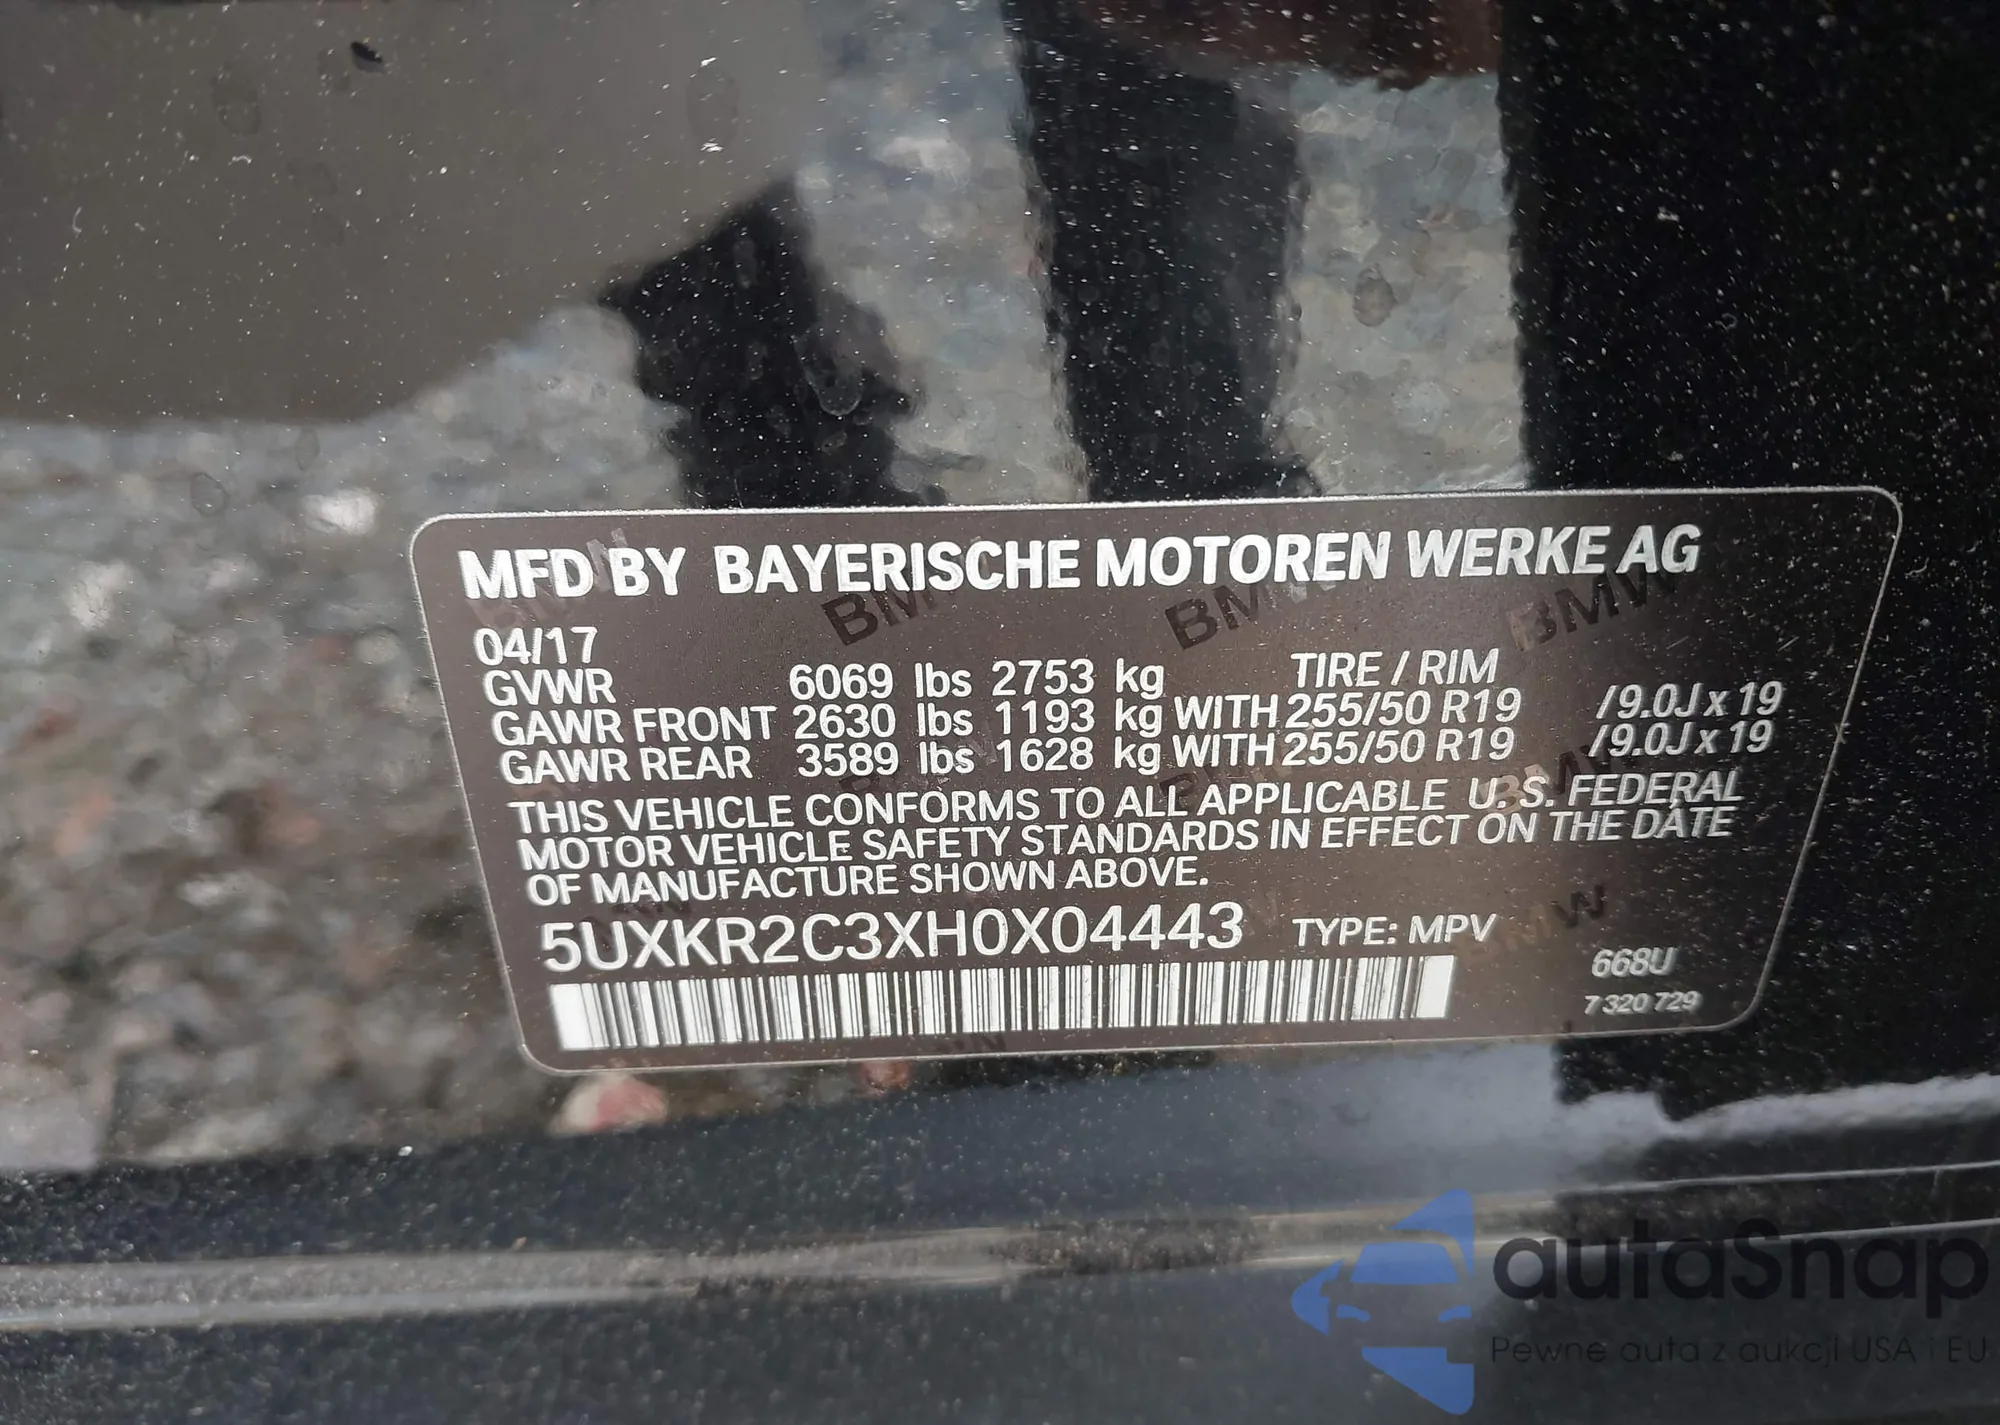 MFD BY BAYERISCHE MOTOREN WERKE AG
04/17
GVWR 6069 lbs 2753 kg TIRE / RIM
GAWR FRONT 2630 lbs 1193 kg WITH 255/50 R19 /9.0J x 19
GAWR REAR 3589 lbs 1628 kg WITH 255/50 R19 /9.0J x 19
THIS VEHICLE CONFORMS TO ALL APPLICABLE U.S. FEDERAL
MOTOR VEHICLE SAFETY STANDARDS IN EFFECT ON THE DATE
OF MANUFACTURE SHOWN ABOVE.
5UXKR2C3XH0X04443 TYPE: MPV
668U
7 320 729
autaSnap
Pewne auta z aukcji USA i EU